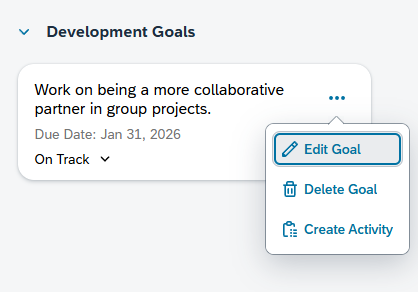 Development Goals
Work on being a more collaborative
partner in group projects.
Due Date: Jan 31, 2026
On Track
Edit Goal
Delete Goal
Create Activity